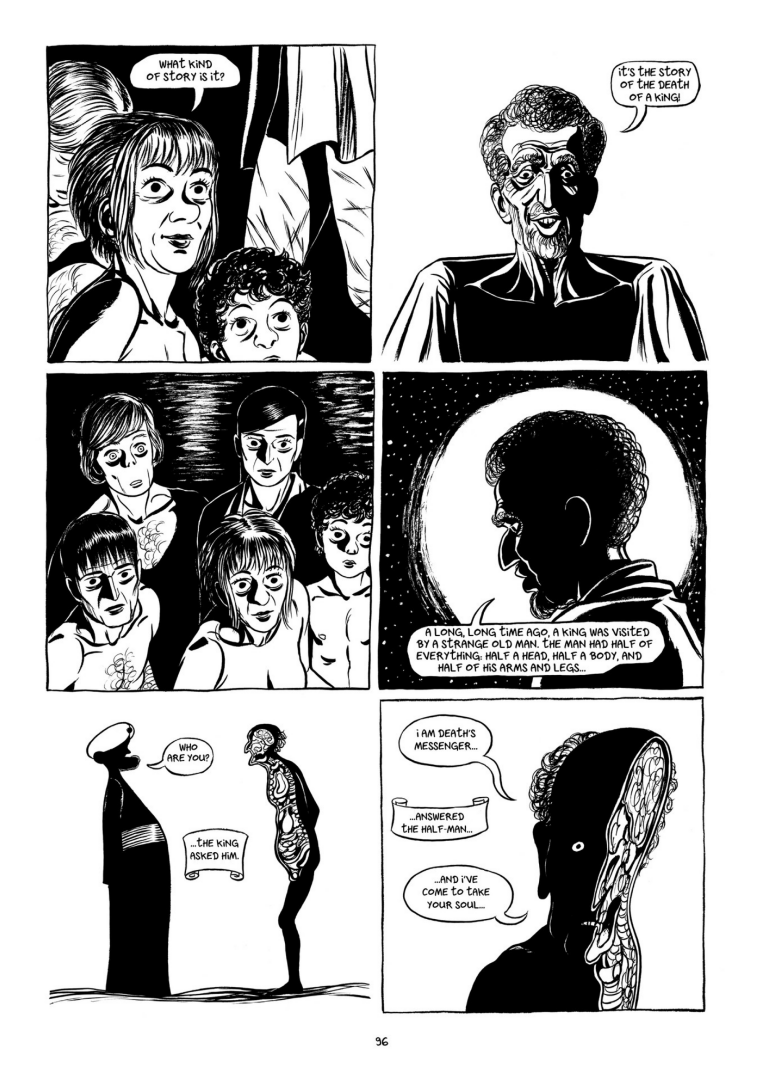 WHAT KIND
OF STORY IS IT?
IT'S THE STORY
OF THE DEATH
OF A KING!
A LONG, LONG TIME AGO, A KING WAS VISITED
BY A STRANGE OLD MAN. THE MAN HAD HALF OF
EVERYTHING: HALF A HEAD, HALF A BODY, AND
HALF OF HIS ARMS AND LEGS...
WHO
ARE YOU?
...THE KING
ASKED HIM.
I AM DEATH'S
MESSENGER...
...ANSWERED
THE HALF-MAN...
...AND I'VE
COME TO TAKE
YOUR SOUL...
96